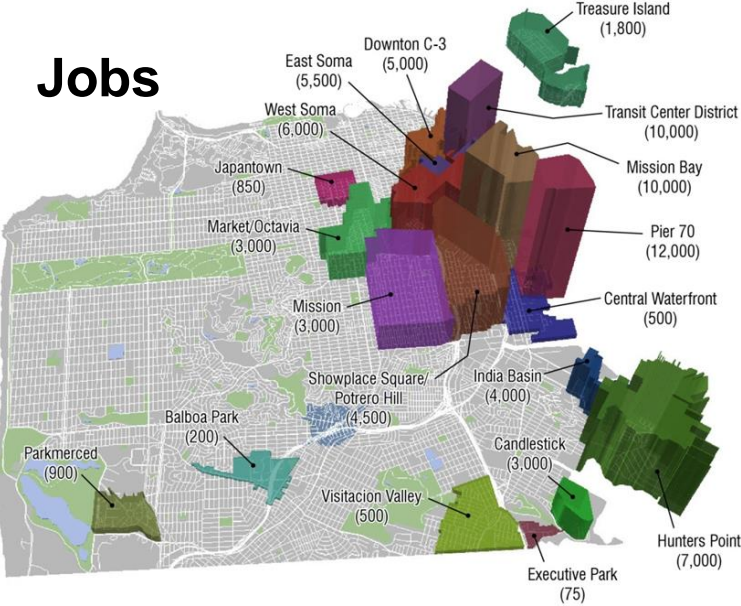 Jobs
Treasure Island
(1,800)
Downton C-3
(5,000)
East Soma
(5,500)
West Soma
(6,000)
Transit Center District
(10,000)
Japantown
(850)
Mission Bay
(10,000)
Market/Octavia
(3,000)
Pier 70
(12,000)
Mission
(3,000)
Central Waterfront
(500)
Showplace Square/
Potrero Hill
(4,500)
India Basin
(4,000)
Balboa Park
(200)
Candlestick
(3,000)
Parkmerced
(900)
Visitacion Valley
(500)
Hunters Point
(7,000)
Executive Park
(75)